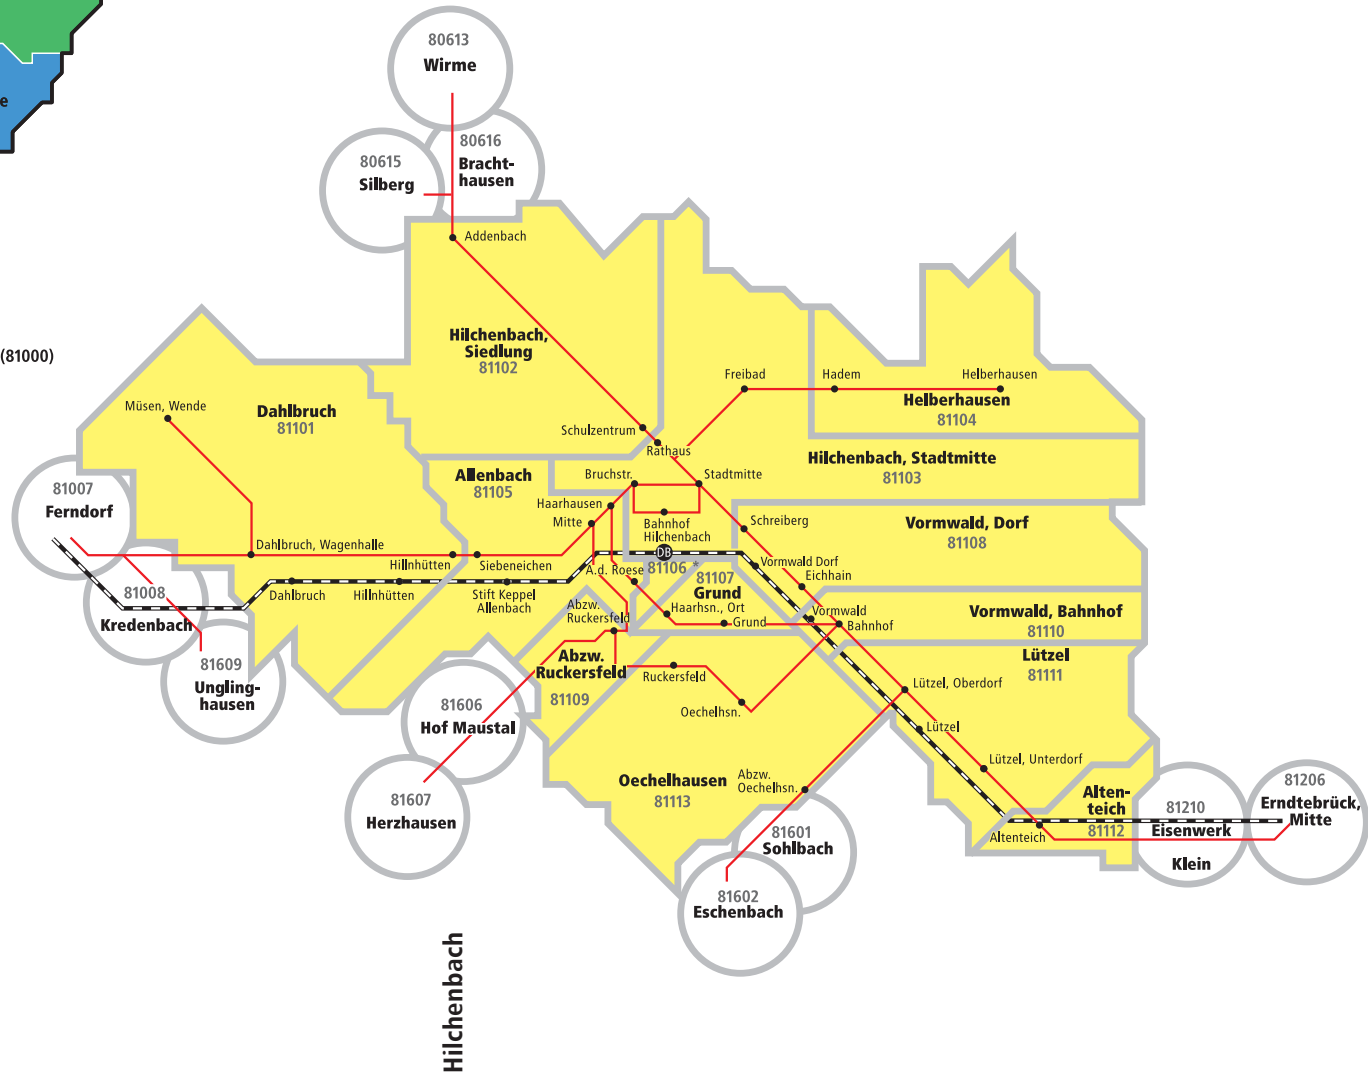 80613
Wirme
80616
Bracht-
hausen
80615
Silberg
e
Addenbach
(81000)
Hilchenbach,
Siedlung
81102
Freibad
Hadem
Helberhausen
Helberhausen
81104
Müsen, Wende
Dahlbruch
81101
Schulzentrum
Rathaus
Hilchenbach, Stadtmitte
81103
Allenbach
81105
Bruchstr.
Stadtmitte
81007
Ferndorf
Haarhausen
Mitte
Bahnhof
Hilchenbach
Schreiberg
Vormwald, Dorf
81108
Dahlbruch, Wagenhalle
Hillnhütten
Siebeneichen
DB
A.d. Roese
81106 *
81107
Grund
Vormwald Dorf
Eichhain
81008
Kredenbach
Dahlbruch
Hillnhütten
Stift Keppel
Allenbach
Abzw.
Ruckersfeld
Haarhsn., Ort
Grund
Vormwald
Bahnhof
Vormwald, Bahnhof
81110
81609
Ungling-
hausen
Abzw.
Ruckersfeld
81109
Ruckersfeld
Oechelhsn.
Lützel
81111
Lützel, Oberdorf
81606
Hof Maustal
Lützel
Lützel, Unterdorf
81607
Herzhausen
Oechelhausen
81113
Abzw.
Oechelhsn.
Alten-
teich
81112
Altenteich
81210
Eisenwerk
Klein
81206
Erndtebrück,
Mitte
81601
Sohlbach
81602
Eschenbach
Hilchenbach